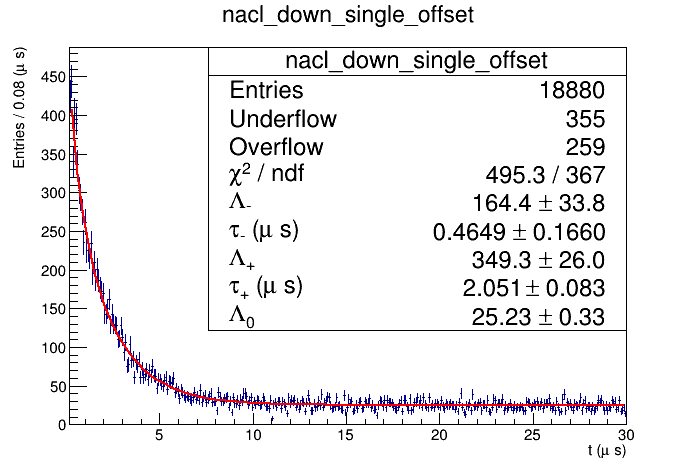 nacl_down_single_offset
Entries / 0.08 (μ s)
nacl_down_single_offset
Entries 18880
Underflow 355
Overflow 259
χ² / ndf 495.3 / 367
Λ₋ 164.4 ± 33.8
τ₋ (μ s) 0.4649 ± 0.1660
Λ₊ 349.3 ± 26.0
τ₊ (μ s) 2.051 ± 0.083
Λ₀ 25.23 ± 0.33
450
400
350
300
250
200
150
100
50
0
5 10 15 20 25 30
t (μ s)